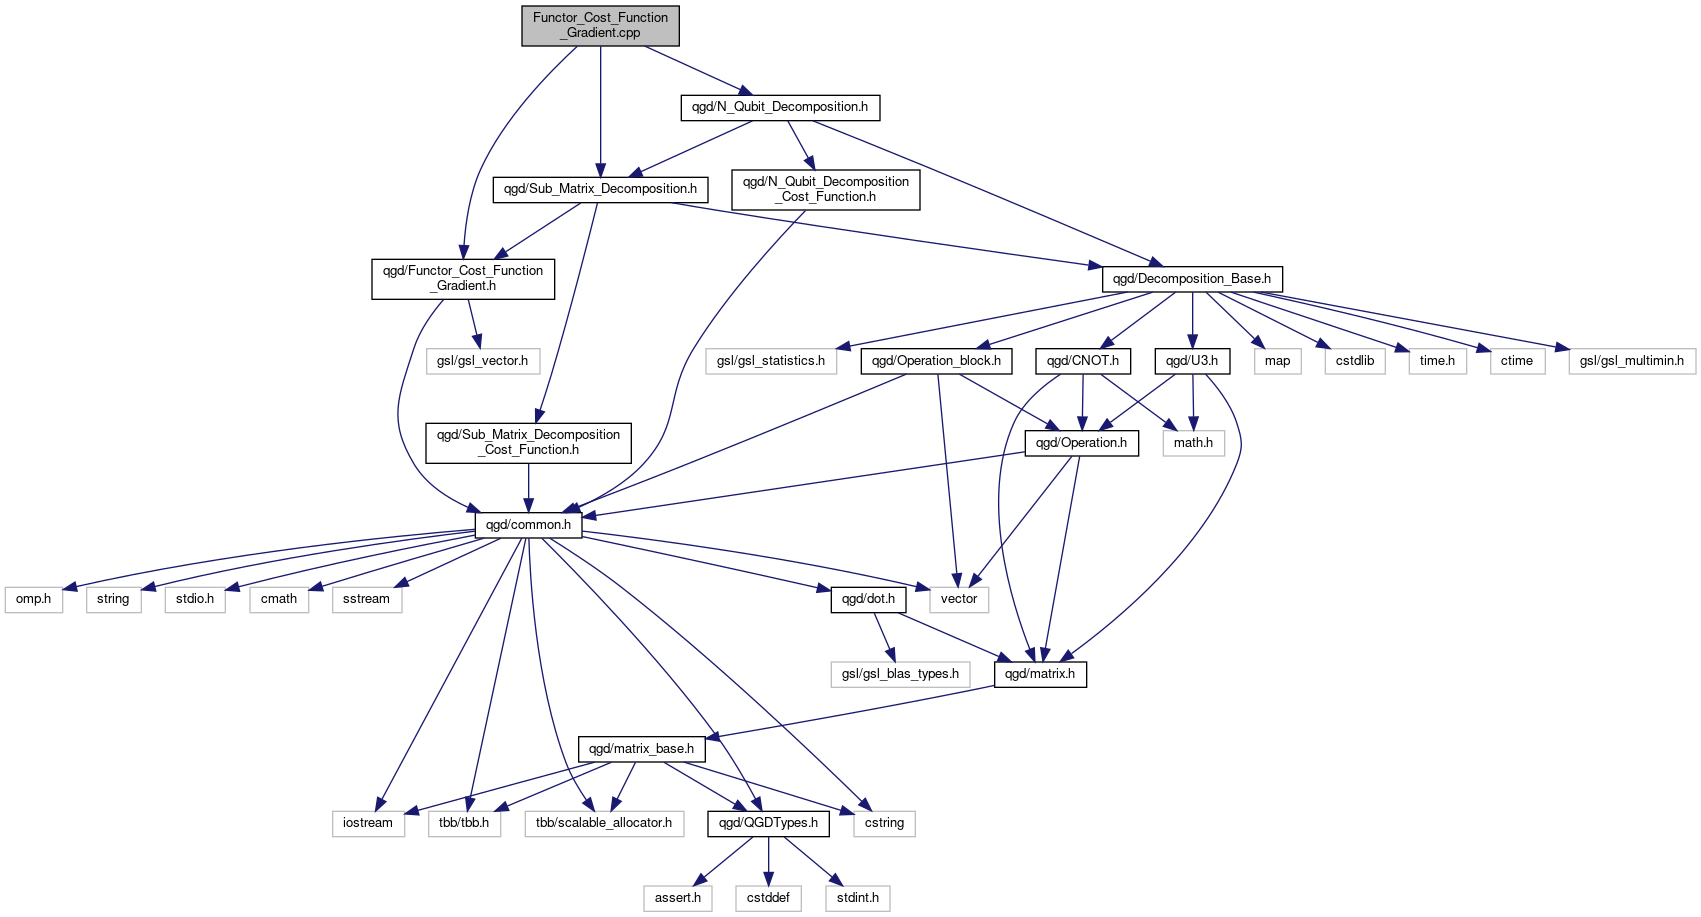 Functor_Cost_Function
_Gradient.cpp
qgd/N_Qubit_Decomposition.h
qgd/Sub_Matrix_Decomposition.h
qgd/N_Qubit_Decomposition
_Cost_Function.h
qgd/Functor_Cost_Function
_Gradient.h
qgd/Decomposition_Base.h
gsl/gsl_vector.h
gsl/gsl_statistics.h
qgd/Operation_block.h
qgd/CNOT.h
qgd/U3.h
map
cstdlib
time.h
ctime
gsl/gsl_multimin.h
qgd/Sub_Matrix_Decomposition
_Cost_Function.h
qgd/Operation.h
math.h
qgd/common.h
omp.h
string
stdio.h
cmath
sstream
qgd/dot.h
vector
gsl/gsl_blas_types.h
qgd/matrix.h
qgd/matrix_base.h
iostream
tbb/tbb.h
tbb/scalable_allocator.h
qgd/QGDTypes.h
cstring
assert.h
cstddef
stdint.h